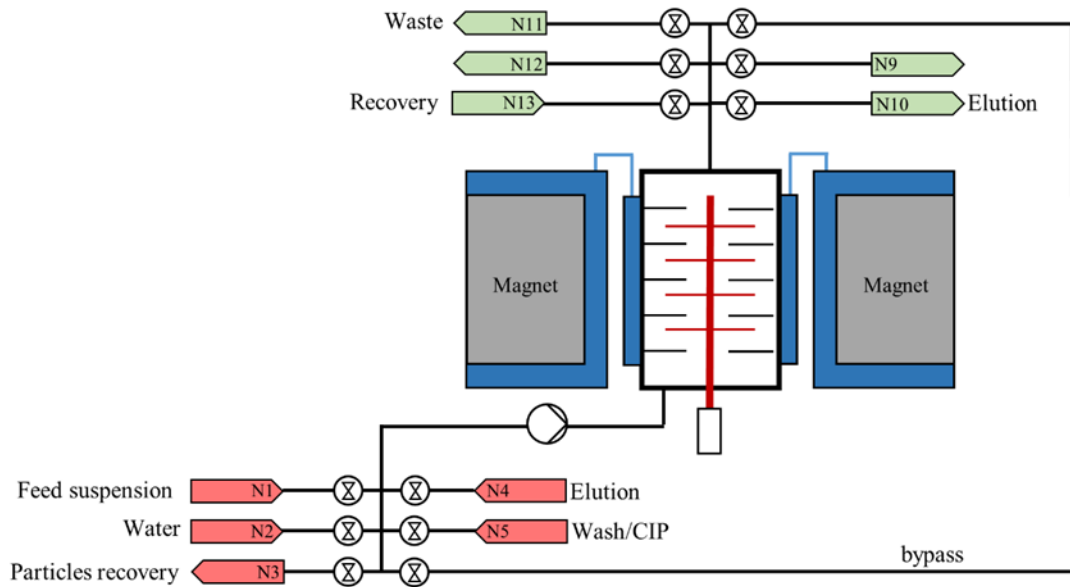 Waste N11
N12 N9
Recovery N13 N10 Elution
Magnet Magnet
Feed suspension N1 N4 Elution
Water N2 N5 Wash/CIP
bypass
Particles recovery N3